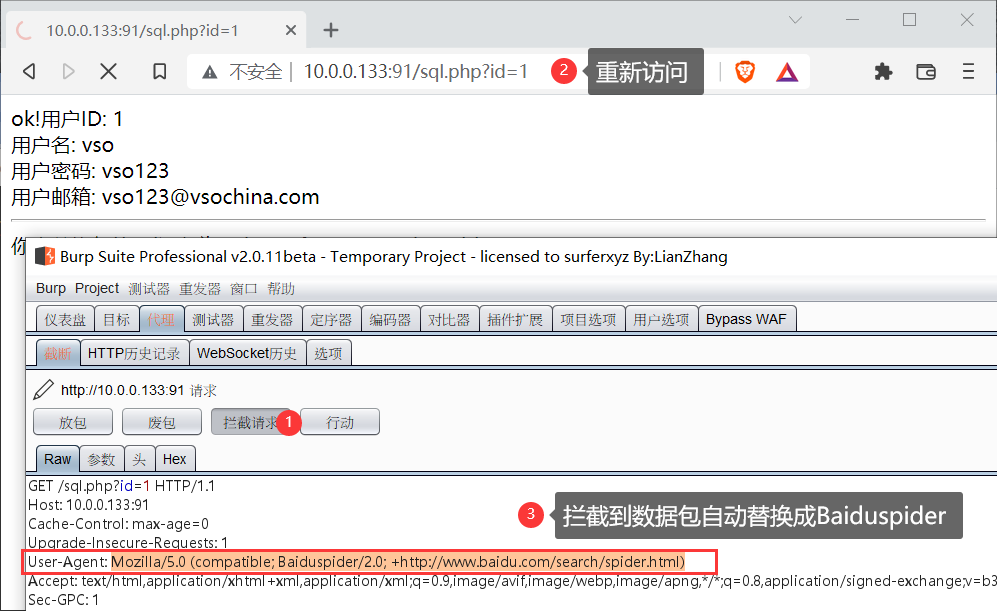 10.0.0.133:91/sql.php?id=1
不安全 10.0.0.133:91/sql.php?id=1 2 重新访问
ok!用户ID: 1
用户名: vso
用户密码: vso123
用户邮箱: vso123@vsochina.com
Burp Suite Professional v2.0.11beta - Temporary Project - licensed to surferxyz By:LianZhang
Burp Project 测试器 重发器 窗口 帮助
仪表盘 目标 代理 测试器 重发器 定序器 编码器 对比器 插件扩展 项目选项 用户选项 Bypass WAF
截断 HTTP历史记录 WebSocket历史 选项
http://10.0.0.133:91 请求
放包 废包 拦截请求 1 行动
Raw 参数 头 Hex
GET /sql.php?id=1 HTTP/1.1
Host: 10.0.0.133:91
3 拦截到数据包自动替换成Baiduspider
Cache-Control: max-age=0
Upgrade-Insecure-Requests: 1
User-Agent: Mozilla/5.0 (compatible; Baiduspider/2.0; +http://www.baidu.com/search/spider.html)
Accept: text/html,application/xhtml+xml,application/xml;q=0.9,image/avif,image/webp,image/apng,*/*;q=0.8,application/signed-exchange;v=b3
Sec-GPC: 1